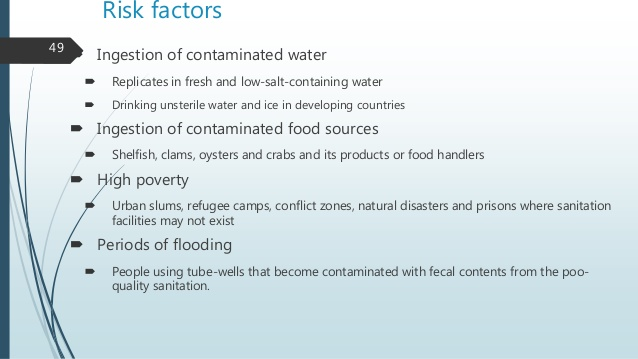 Risk factors
49
Ingestion of contaminated water
Replicates in fresh and low-salt-containing water
Drinking unsterile water and ice in developing countries
Ingestion of contaminated food sources
Shelfish, clams, oysters and crabs and its products or food handlers
High poverty
Urban slums, refugee camps, conflict zones, natural disasters and prisons where sanitation
facilities may not exist
Periods of flooding
People using tube-wells that become contaminated with fecal contents from the poo-
quality sanitation.